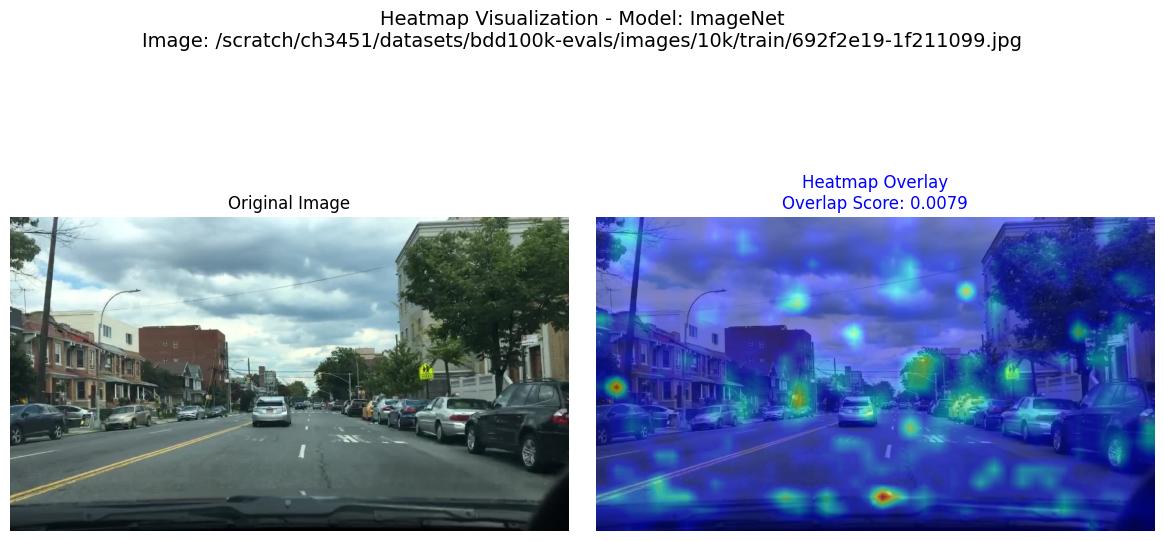 Heatmap Visualization - Model: ImageNet
Image: /scratch/ch3451/datasets/bdd100k-evals/images/10k/train/692f2e19-1f211099.jpg
Original Image
Heatmap Overlay
Overlap Score: 0.0079